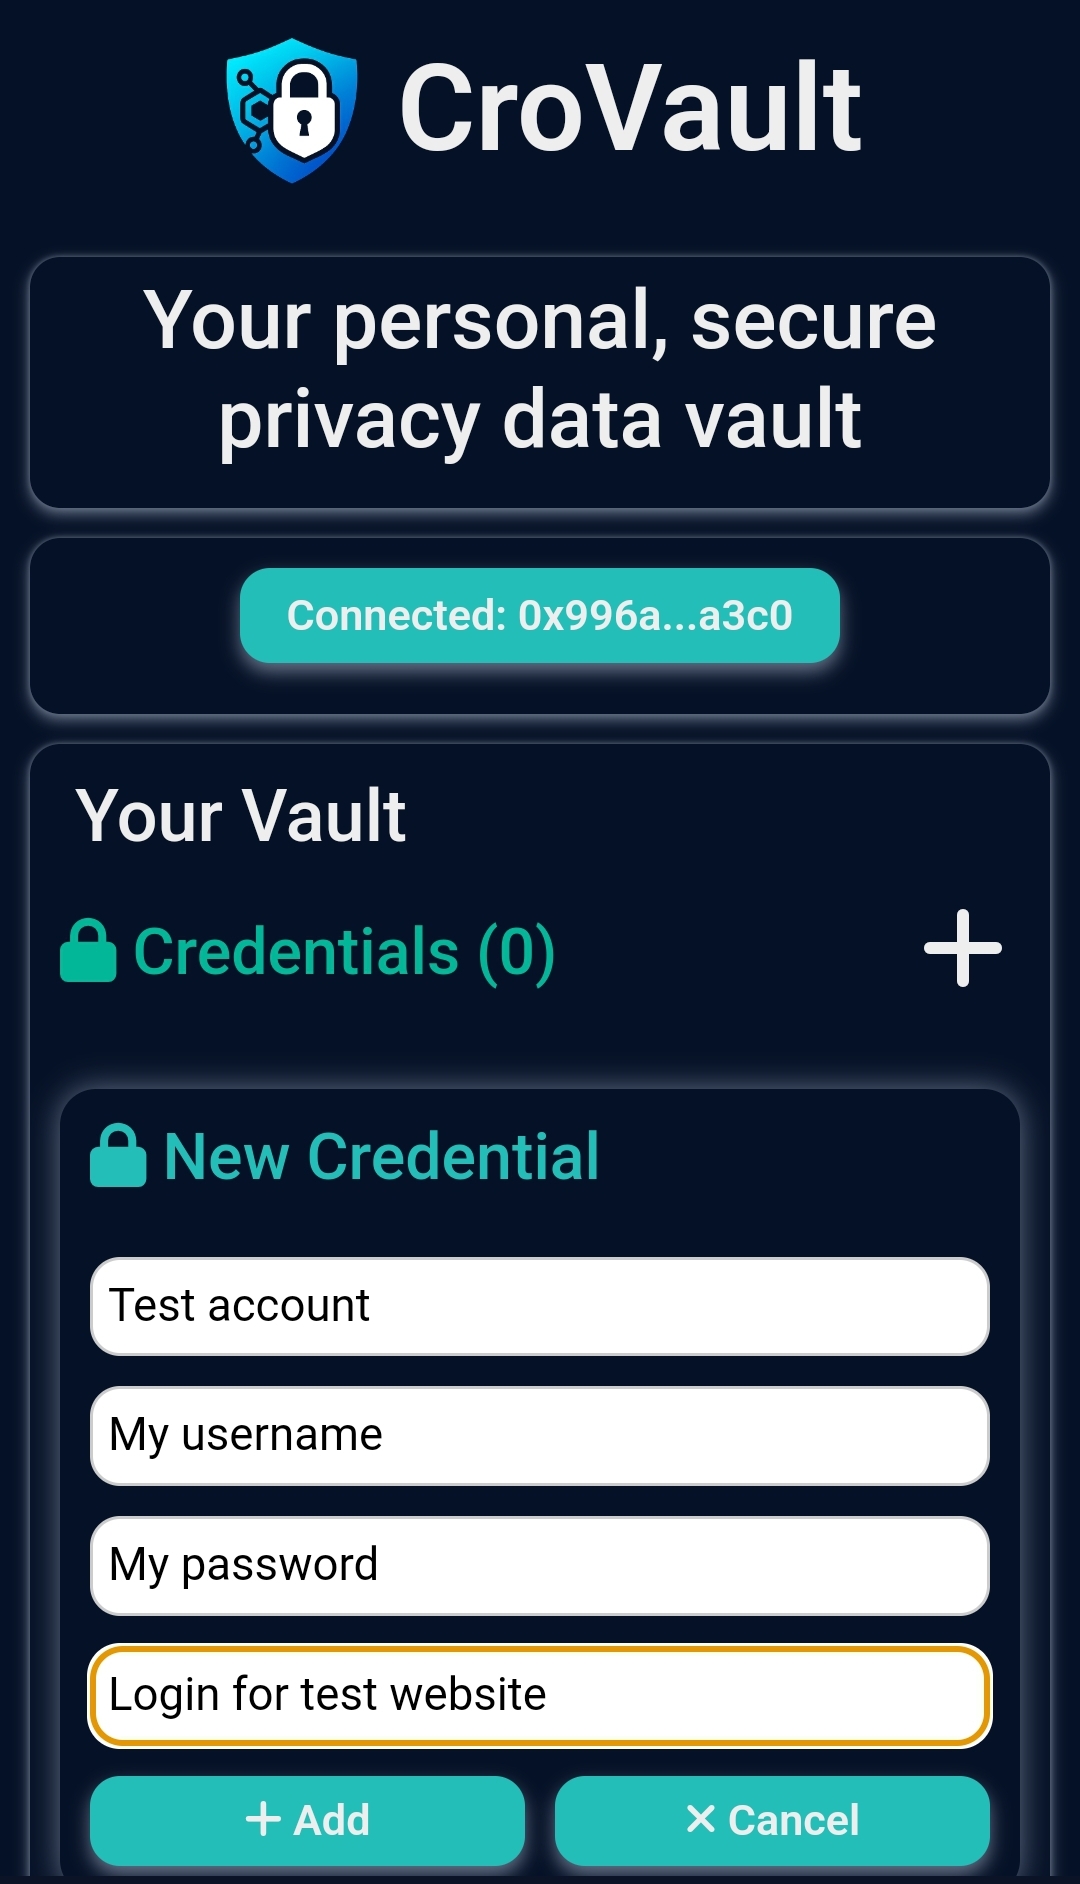 CroVault
Your personal, secure
privacy data vault
Connected: 0x996a...a3c0
Your Vault
Credentials (0)
New Credential
Test account
My username
My password
Login for test website
Add
Cancel